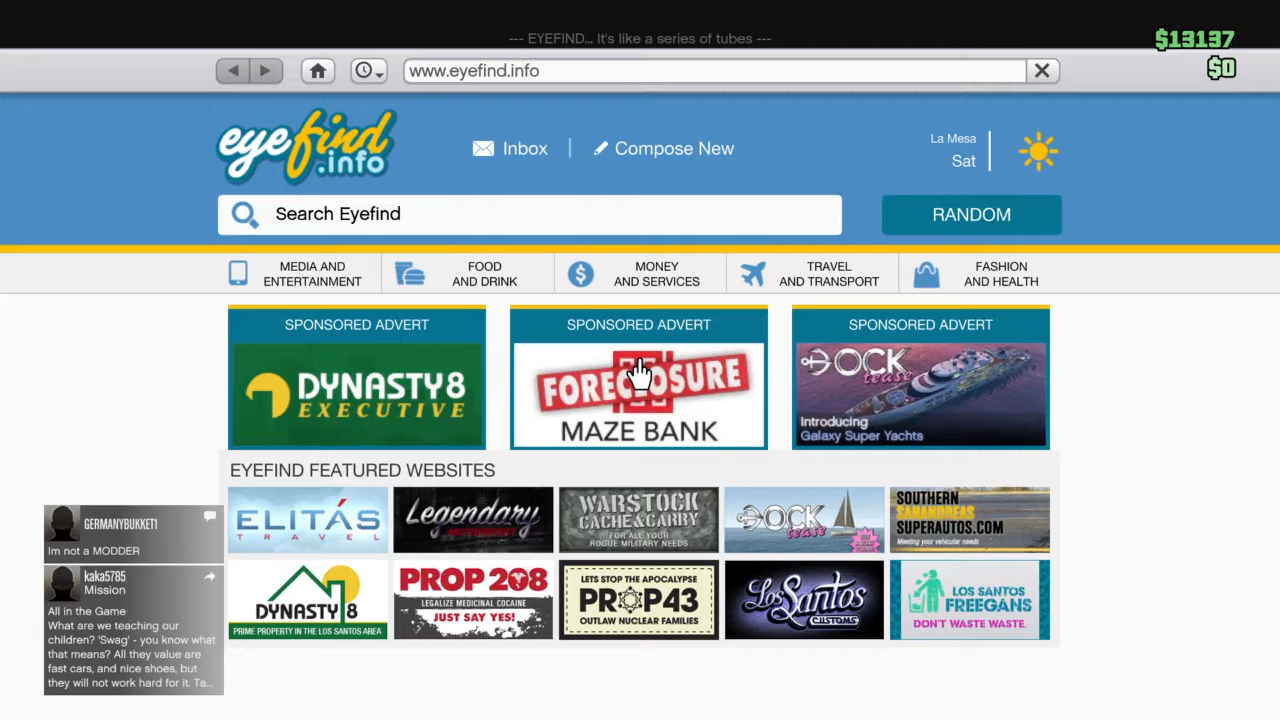 --- EYEFIND... It's like a series of tubes ---
$13137
$0
www.eyefind.info
eyefind.info
Inbox
Compose New
La Mesa
Sat
Search Eyefind
RANDOM
MEDIA AND
ENTERTAINMENT
FOOD
AND DRINK
MONEY
AND SERVICES
TRAVEL
AND TRANSPORT
FASHION
AND HEALTH
SPONSORED ADVERT
DYNASTY8
EXECUTIVE
SPONSORED ADVERT
FORECLOSURE
MAZE BANK
SPONSORED ADVERT
DOCK
tease
Introducing
Galaxy Super Yachts
EYEFIND FEATURED WEBSITES
ELITÁS
TRAVEL
Legendary
WARSTOCK
CACHE & CARRY
FOR ALL YOUR
ROGUE MILITARY NEEDS
DOCK
tease
SOUTHERN
SANANDREAS
SUPERAUTOS.COM
Meeting your vehicular needs
DYNASTY 8
PRIME PROPERTY IN THE LOS SANTOS AREA
PROP 208
LEGALIZE MEDICINAL COCAINE
JUST SAY YES!
LETS STOP THE APOCALYPSE
PROP43
OUTLAW NUCLEAR FAMILIES
Los Santos
CUSTOMS
LOS SANTOS
FREEGANS
DON'T WASTE WASTE.
GERMANYBUKKET1
Im not a MODDER
kaka5785
Mission
All in the Game
What are we teaching our
children? 'Swag' - you know what
that means? All they value are
fast cars, and nice shoes, but
they will not work hard for it. Ta...